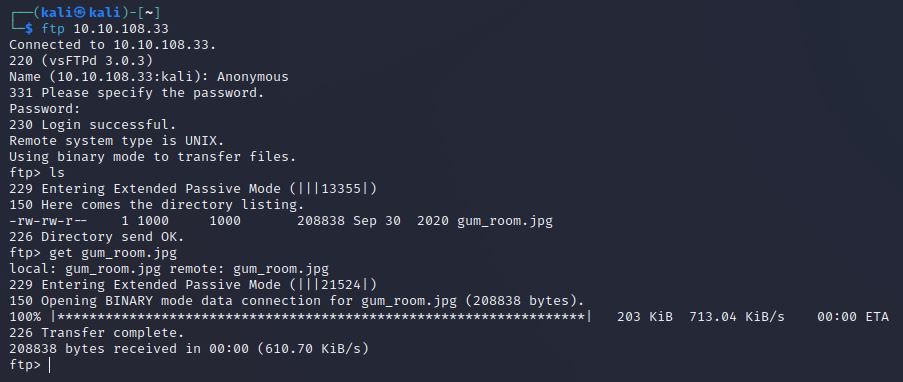 ┌──(kali㉿kali)-[~]
└─$ ftp 10.10.108.33
Connected to 10.10.108.33.
220 (vsFTPd 3.0.3)
Name (10.10.108.33:kali): Anonymous
331 Please specify the password.
Password:
230 Login successful.
Remote system type is UNIX.
Using binary mode to transfer files.
ftp> ls
229 Entering Extended Passive Mode (|||13355|)
150 Here comes the directory listing.
-rw-rw-r--    1 1000     1000       208838 Sep 30  2020 gum_room.jpg
226 Directory send OK.
ftp> get gum_room.jpg
local: gum_room.jpg remote: gum_room.jpg
229 Entering Extended Passive Mode (|||21524|)
150 Opening BINARY mode data connection for gum_room.jpg (208838 bytes).
100% |******************************************************************|   203 KiB  713.04 KiB/s    00:00 ETA
226 Transfer complete.
208838 bytes received in 00:00 (610.70 KiB/s)
ftp>